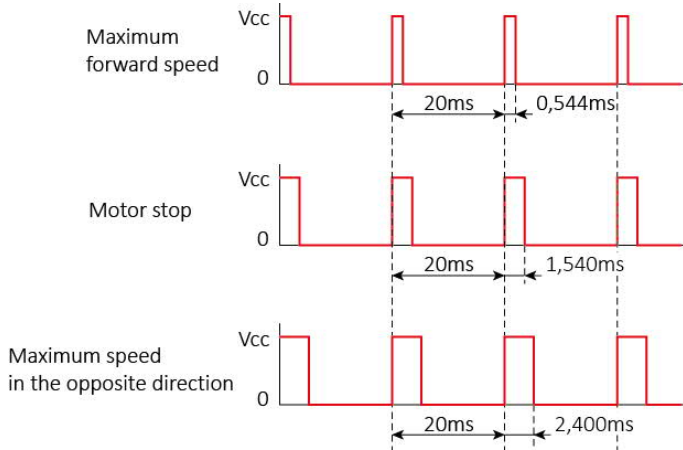 Vcc
Maximum
forward speed
0
20ms
0,544ms
Vcc
Motor stop
0
20ms
1,540ms
Vcc
Maximum speed
in the opposite direction
0
20ms
2,400ms